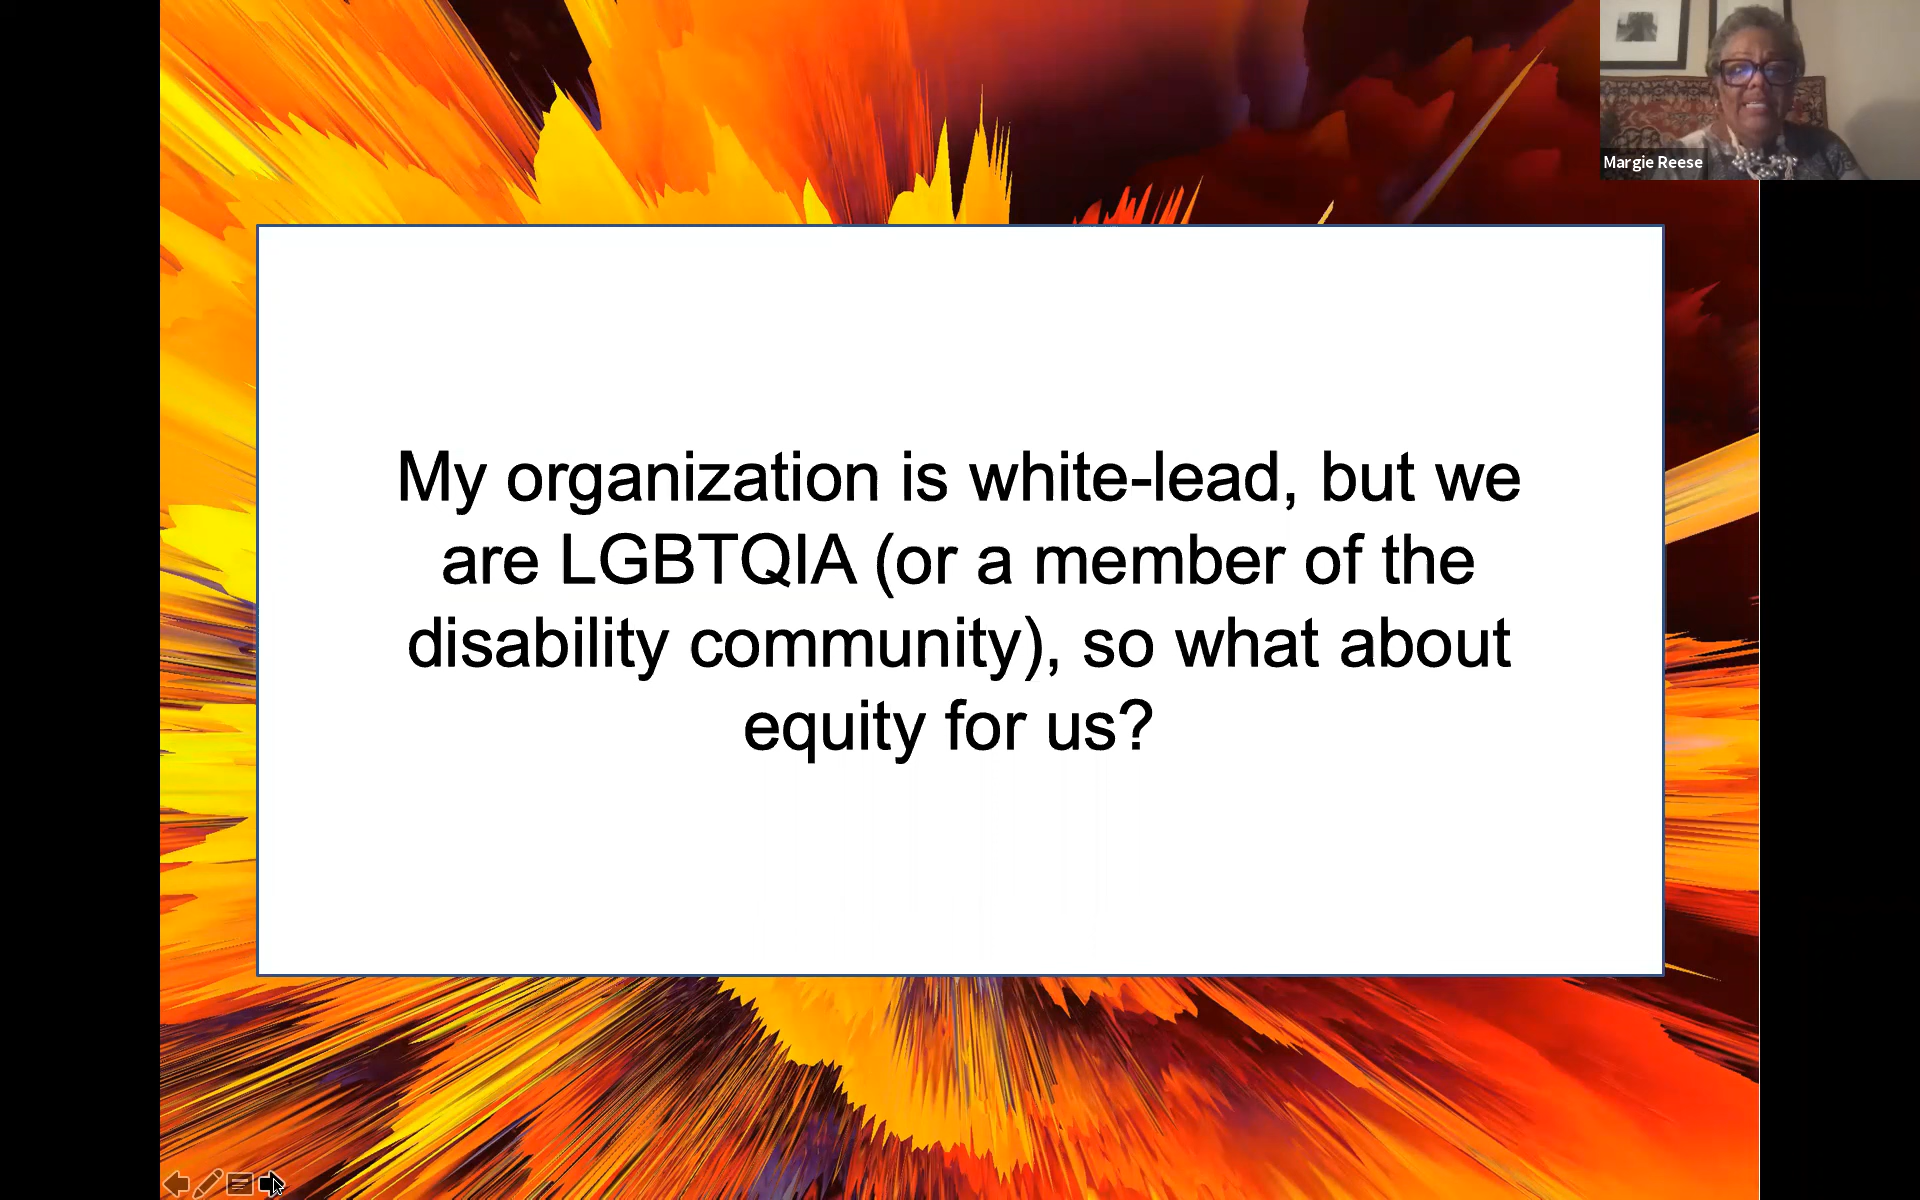 Margie Reese
My organization is white-lead, but we
are LGBTQIA (or a member of the
disability community), so what about
equity for us?